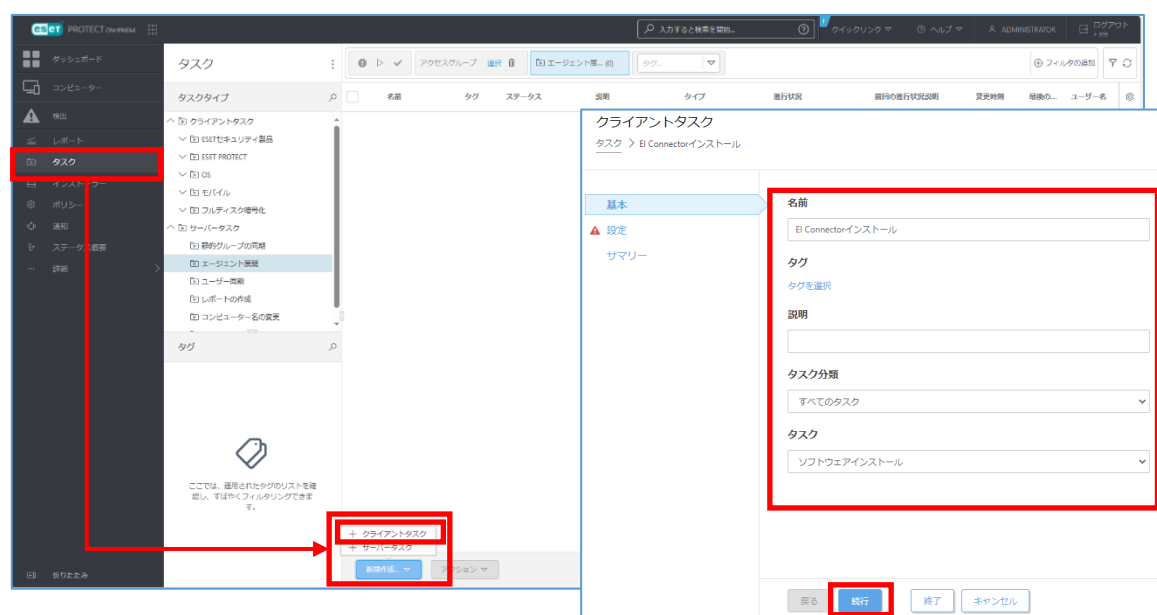 eset PROTECT ON-PREM
入力すると検索を開始...
クイックリンク
ヘルプ
ADMINISTRATOR
ログアウト
ダッシュボード
コンピューター
検出
レポート
タスク
インストーラー
ポリシー
通知
ステータス概要
詳細
折りたたみ
タスク
アクセスグループ 選択
エージェント展... (0)
タグ...
フィルタの追加
タスクタイプ
名前
タグ
ステータス
説明
タイプ
進行状況
前回の進行状況説明
変更時刻
最後の...
ユーザー名
クライアントタスク
ESETセキュリティ製品
ESET PROTECT
OS
モバイル
フルディスク暗号化
サーバータスク
静的グループの同期
エージェント展開
ユーザー同期
レポートの作成
コンピューター名の変更
タグ
ここでは、適用されたタグのリストを確
認し、すばやくフィルタリングできま
す。
+ クライアントタスク
+ サーバータスク
新規作成...
アクション
クライアントタスク
タスク > EI Connectorインストール
基本
設定
サマリー
名前
EI Connectorインストール
タグ
タグを選択
説明
タスク分類
すべてのタスク
タスク
ソフトウェアインストール
戻る
続行
終了
キャンセル